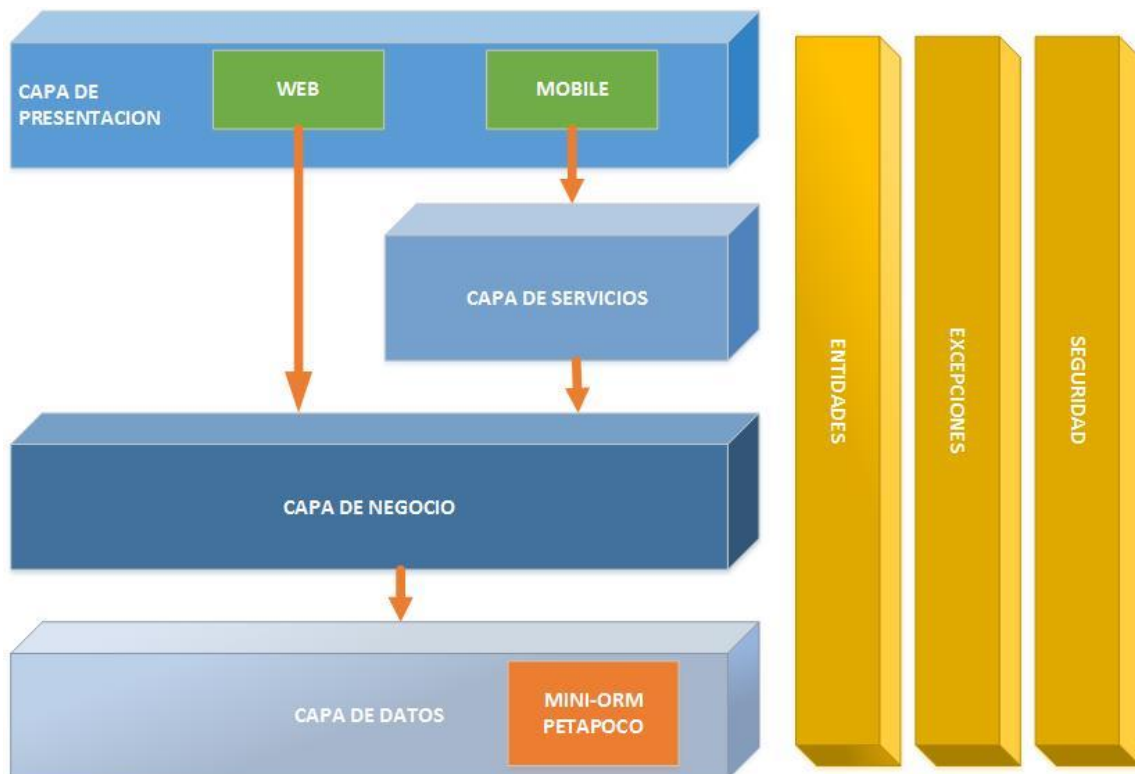 CAPA DE
PRESENTACION
WEB
MOBILE
CAPA DE SERVICIOS
CAPA DE NEGOCIO
CAPA DE DATOS
MINI-ORM
PETAPOCO
ENTIDADES
EXCEPCIONES
SEGURIDAD